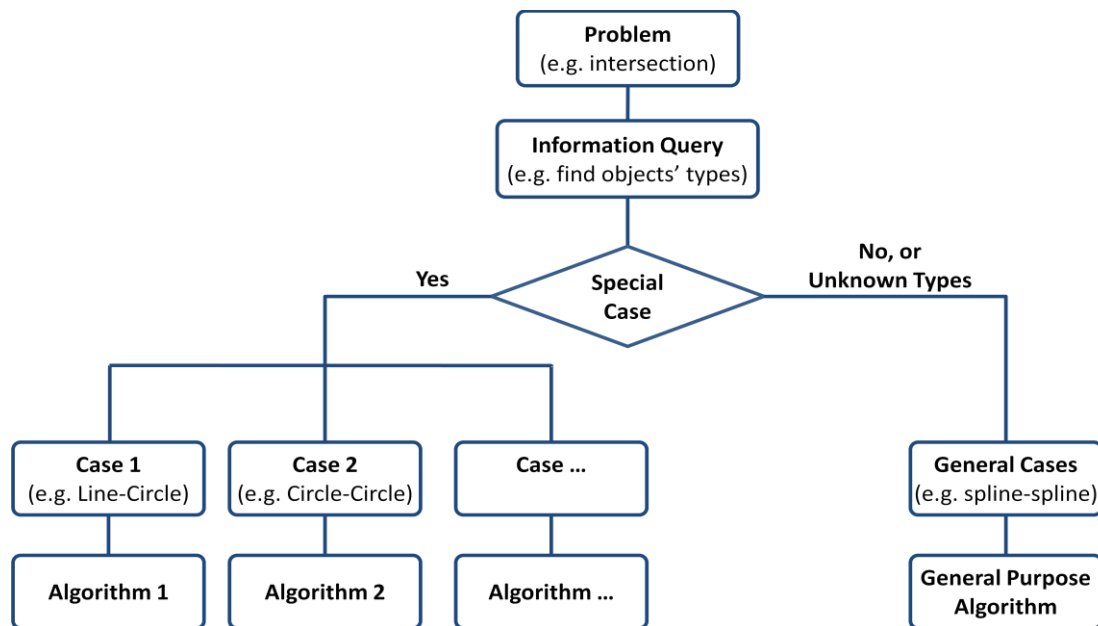 Problem
(e.g. intersection)
Information Query
(e.g. find objects’ types)
No, or
Unknown Types
Yes
Special
Case
Case 1
(e.g. Line-Circle)
Case 2
(e.g. Circle-Circle)
Case ...
General Cases
(e.g. spline-spline)
Algorithm 1
Algorithm 2
Algorithm ...
General Purpose
Algorithm